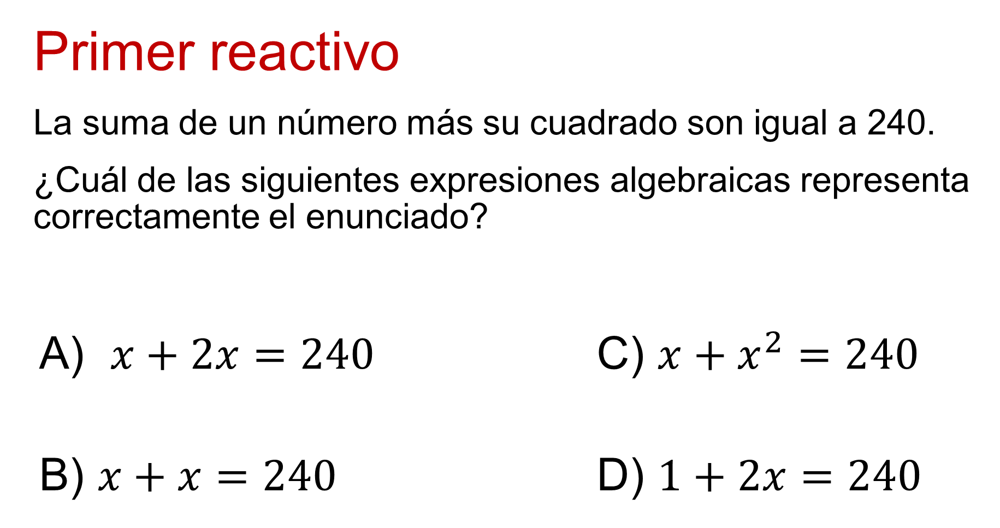 Primer reactivo
La suma de un número más su cuadrado son igual a 240.
¿Cuál de las siguientes expresiones algebraicas representa
correctamente el enunciado?
A) x + 2x = 240
C) x + x² = 240
B) x + x = 240
D) 1 + 2x = 240